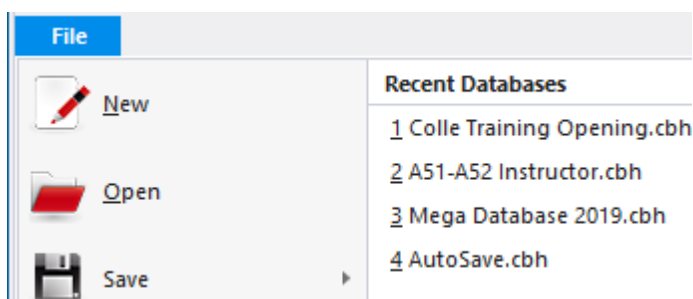 File
New
Open
Save
Recent Databases
1 Colle Training Opening.cbh
2 A51-A52 Instructor.cbh
3 Mega Database 2019.cbh
4 AutoSave.cbh